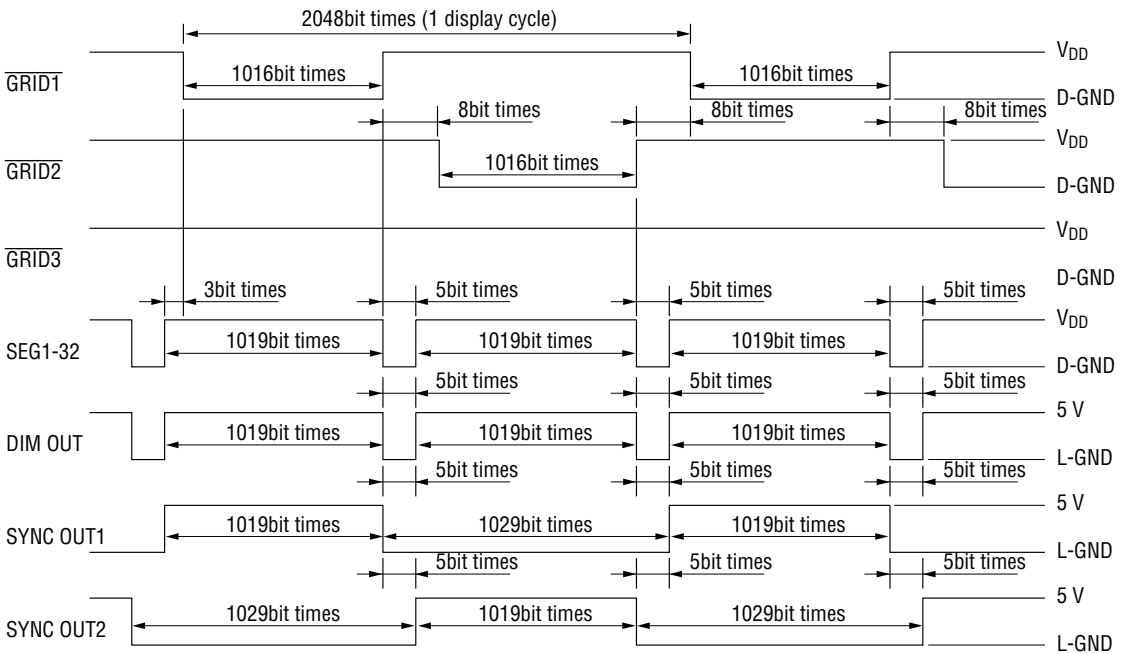 2048bit times (1 display cycle)
GRID1
1016bit times
1016bit times
VDD
D-GND
8bit times
8bit times
8bit times
GRID2
1016bit times
VDD
D-GND
GRID3
VDD
D-GND
3bit times
5bit times
5bit times
5bit times
SEG1-32
1019bit times
1019bit times
1019bit times
VDD
D-GND
5bit times
5bit times
5bit times
DIM OUT
1019bit times
1019bit times
1019bit times
5 V
L-GND
5bit times
5bit times
5bit times
SYNC OUT1
1019bit times
1029bit times
1019bit times
5 V
L-GND
5bit times
5bit times
5bit times
SYNC OUT2
1029bit times
1019bit times
1029bit times
5 V
L-GND